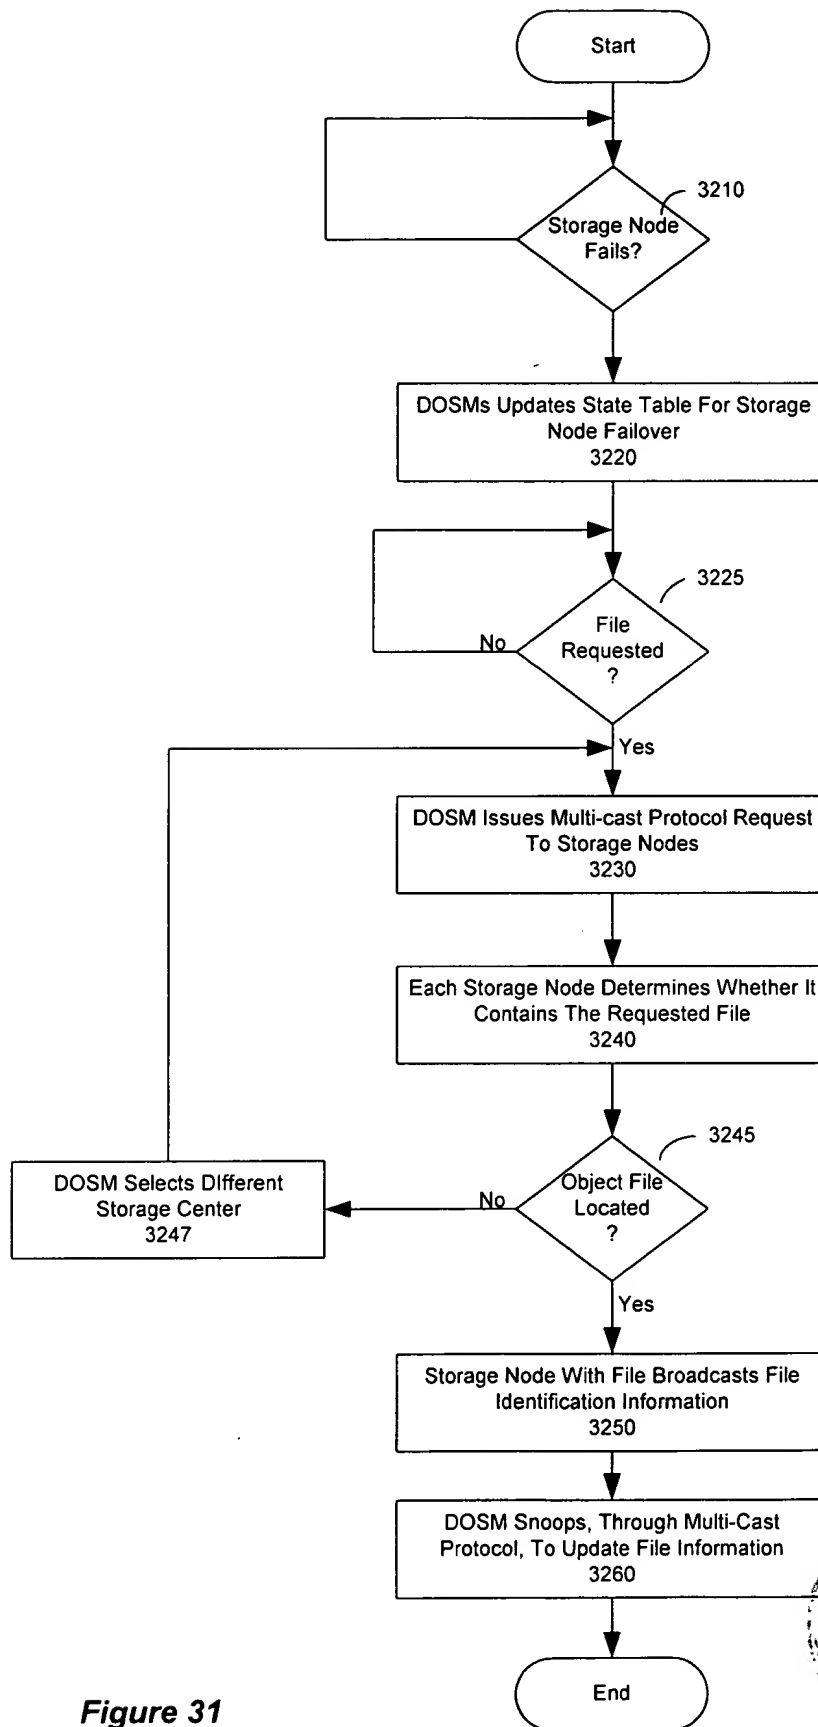 Start
3210
Storage Node
Fails?
DOSMs Updates State Table For Storage
Node Failover
3220
3225
File
Requested
?
No
Yes
DOSM Issues Multi-cast Protocol Request
To Storage Nodes
3230
Each Storage Node Determines Whether It
Contains The Requested File
3240
3245
Object File
Located
?
No
DOSM Selects DIfferent
Storage Center
3247
Yes
Storage Node With File Broadcasts File
Identification Information
3250
DOSM Snoops, Through Multi-Cast
Protocol, To Update File Information
3260
End
Figure 31